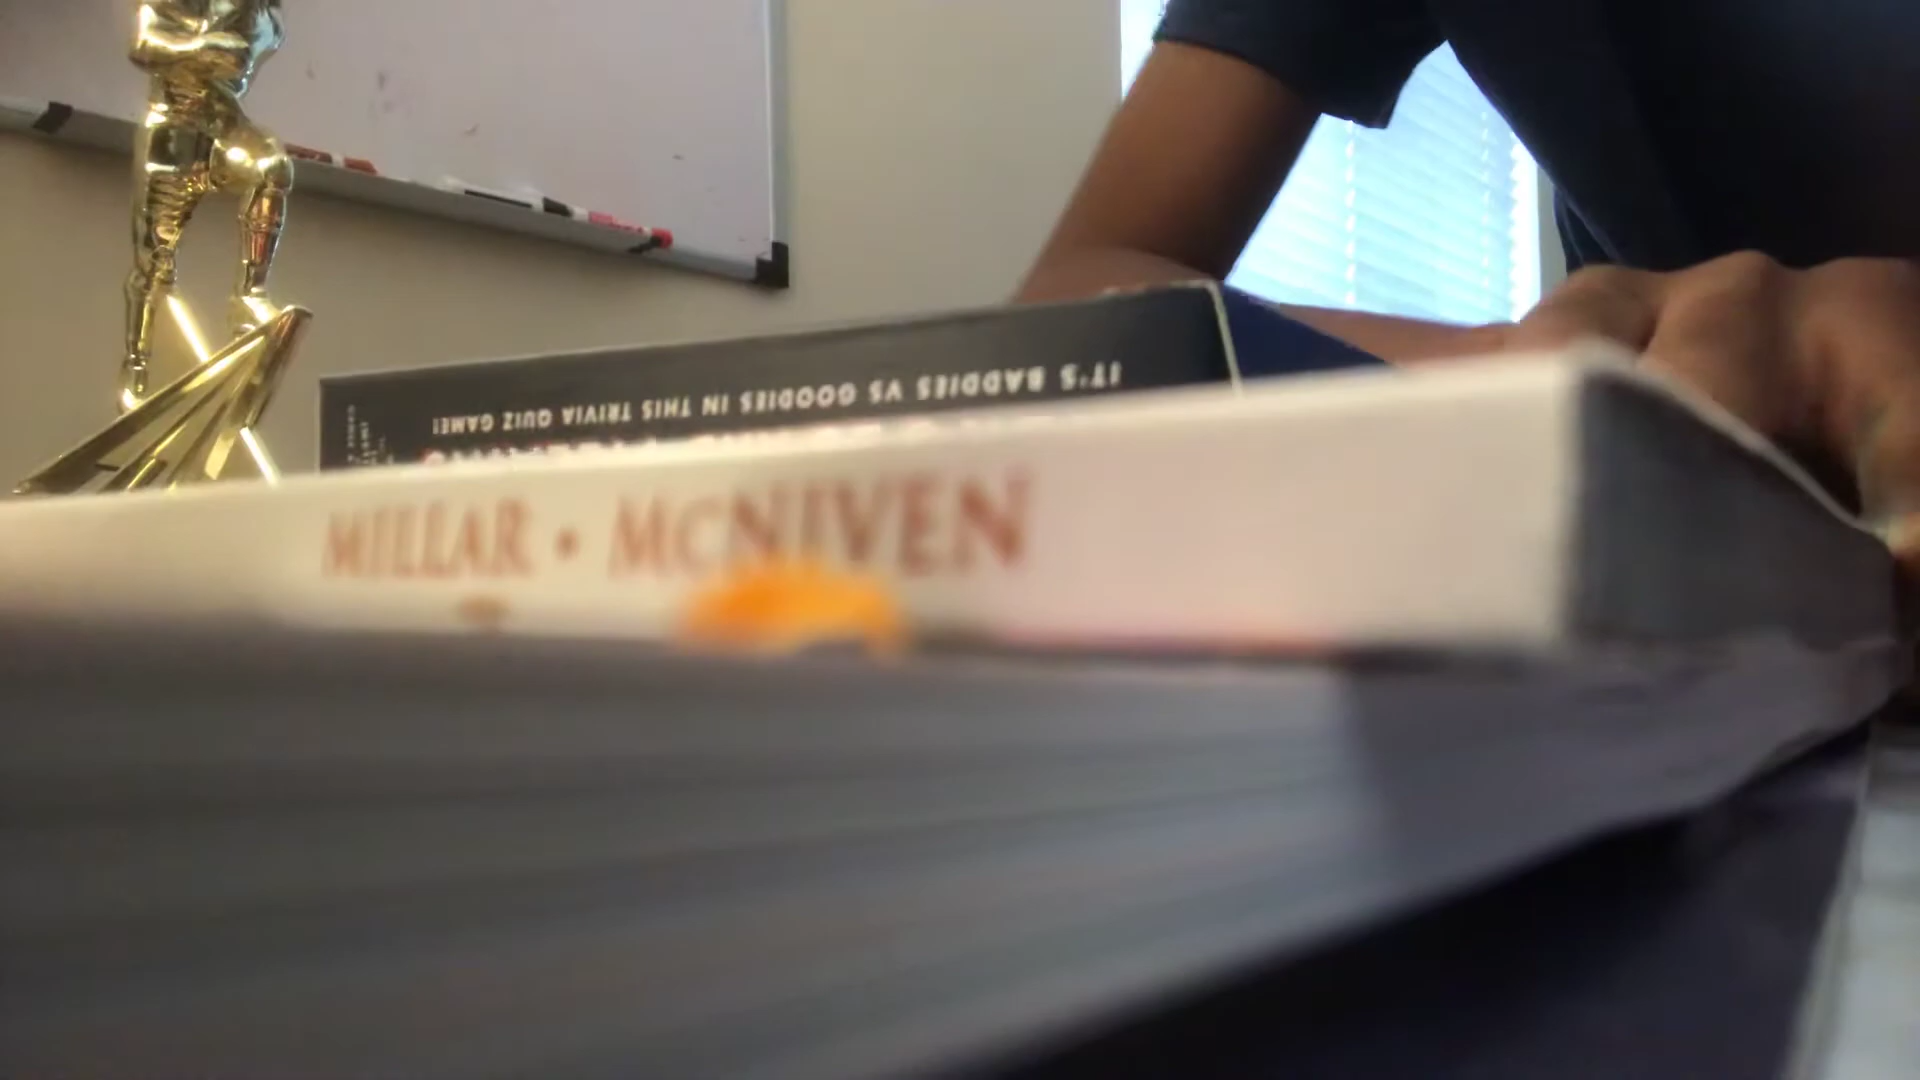 IT'S BADDIES VS GOODIES IN THIS TRIVIA QUIZ GAME!
MILLAR • MCNIVEN